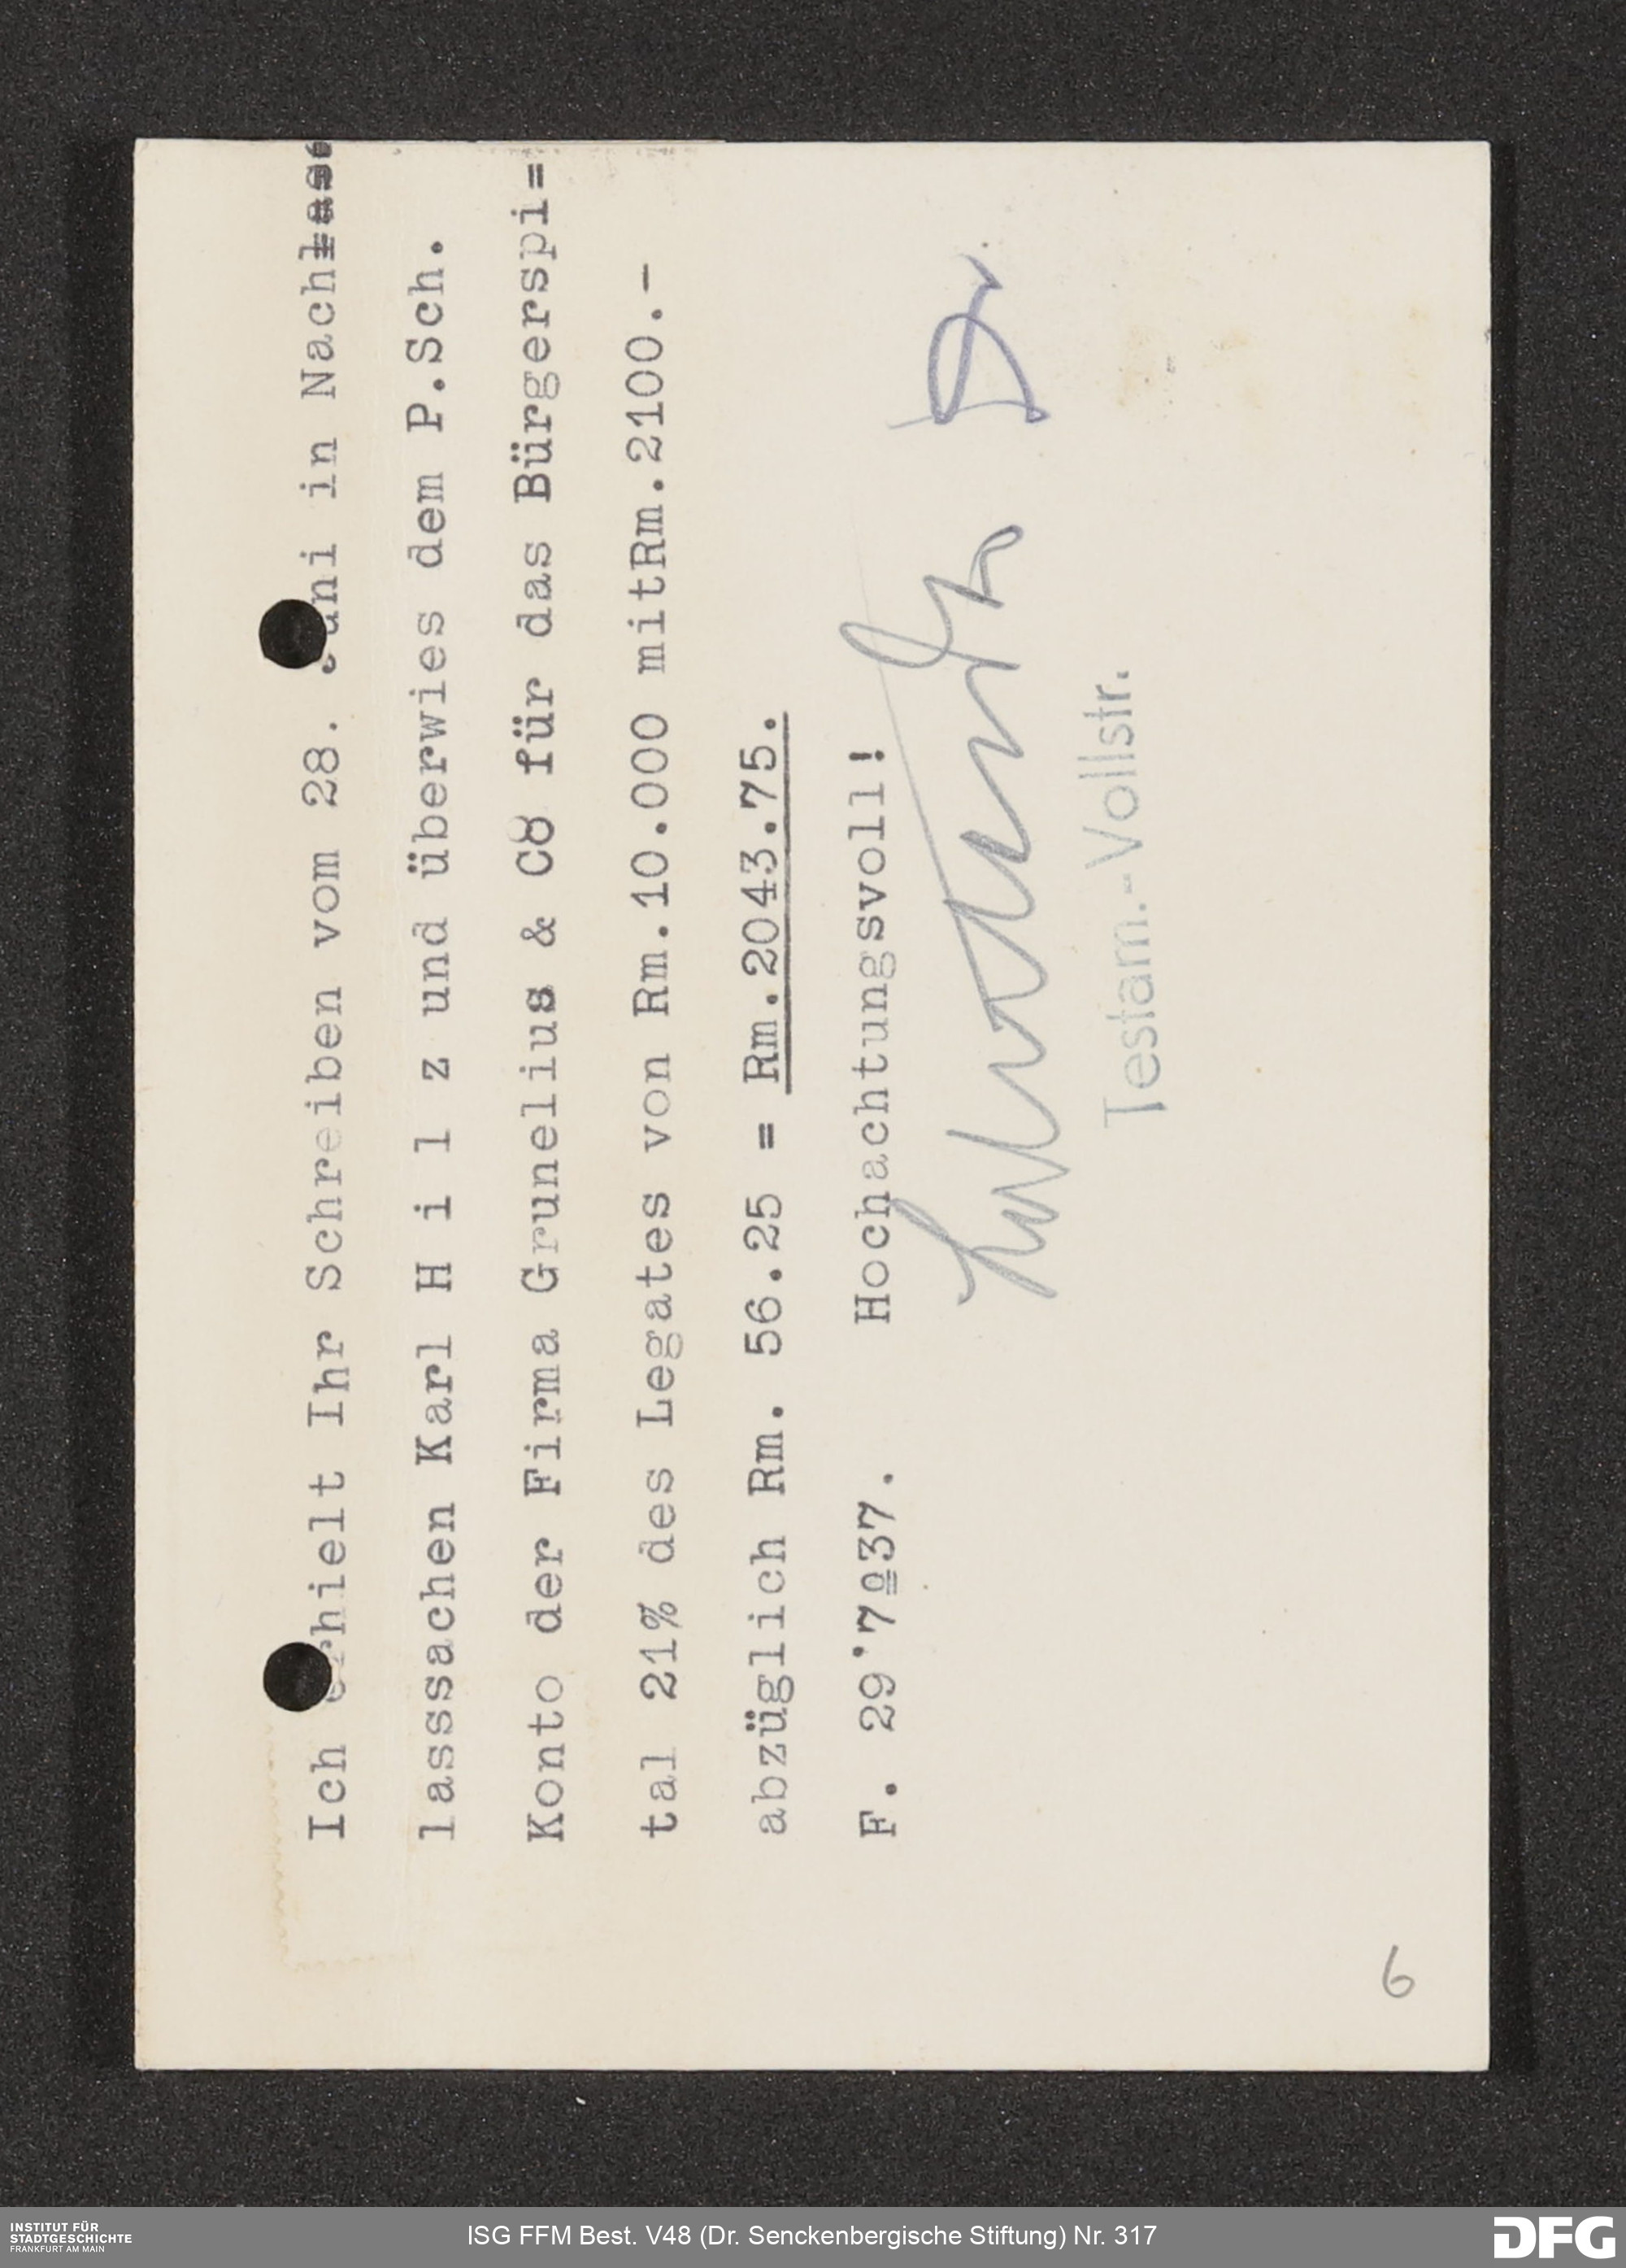 Ich erhielt Ihr Schreiben vom 28. Juni in Nach
lasssachen Karl H i l z und überwies dem P.Sch.
Konto der Firma Grunelius & Co für das Bürgerspi=
tal 21% des Legates von Rm.10.000 mitRm.2100.-
abzüglich Rm. 56.25 = Rm.2043.75.
F. 29.7º37. Hochachtungsvoll!
Testam.-Vollstr.
6
INSTITUT FÜR
STADTGESCHICHTE
FRANKFURT AM MAIN
ISG FFM Best. V48 (Dr. Senckenbergische Stiftung) Nr. 317
DFG